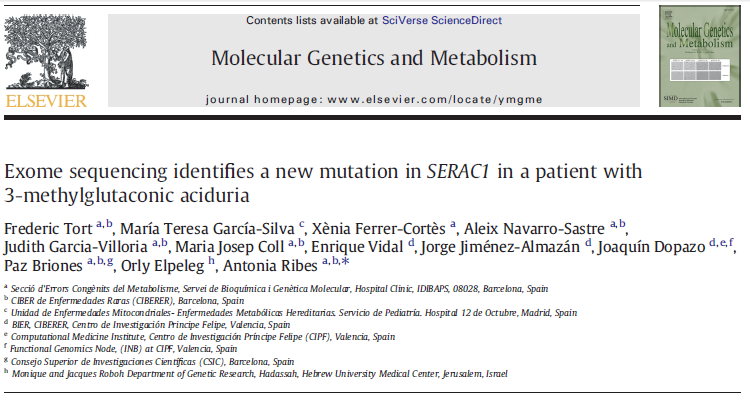 Contents lists available at SciVerse ScienceDirect
Molecular Genetics and Metabolism
journal homepage: www.elsevier.com/locate/ymgme
ELSEVIER
Molecular Genetics
and Metabolism
Exome sequencing identifies a new mutation in SERAC1 in a patient with
3-methylglutaconic aciduria
Frederic Tort a,b, María Teresa García-Silva c, Xènia Ferrer-Cortès a, Aleix Navarro-Sastre a,b,
Judith Garcia-Villoria a,b, Maria Josep Coll a,b, Enrique Vidal d, Jorge Jiménez-Almazán d, Joaquín Dopazo d,e,f,
Paz Briones a,b,g, Orly Elpeleg h, Antonia Ribes a,b,*
a Secció d'Errors Congènits del Metabolisme, Servei de Bioquímica i Genètica Molecular, Hospital Clínic, IDIBAPS, 08028, Barcelona, Spain
b CIBER de Enfermedades Raras (CIBERER), Barcelona, Spain
c Unidad de Enfermedades Mitocondriales- Enfermedades Metabólicas Hereditarias. Servicio de Pediatría. Hospital 12 de Octubre, Madrid, Spain
d BIER, CIBERER, Centro de Investigación Principe Felipe, Valencia, Spain
e Computational Medicine Institute, Centro de Investigación Príncipe Felipe (CIPF), Valencia, Spain
f Functional Genomics Node, (INB) at CIPF, Valencia, Spain
g Consejo Superior de Investigaciones Científicas (CSIC), Barcelona, Spain
h Monique and Jacques Roboh Department of Genetic Research, Hadassah, Hebrew University Medical Center, Jerusalem, Israel